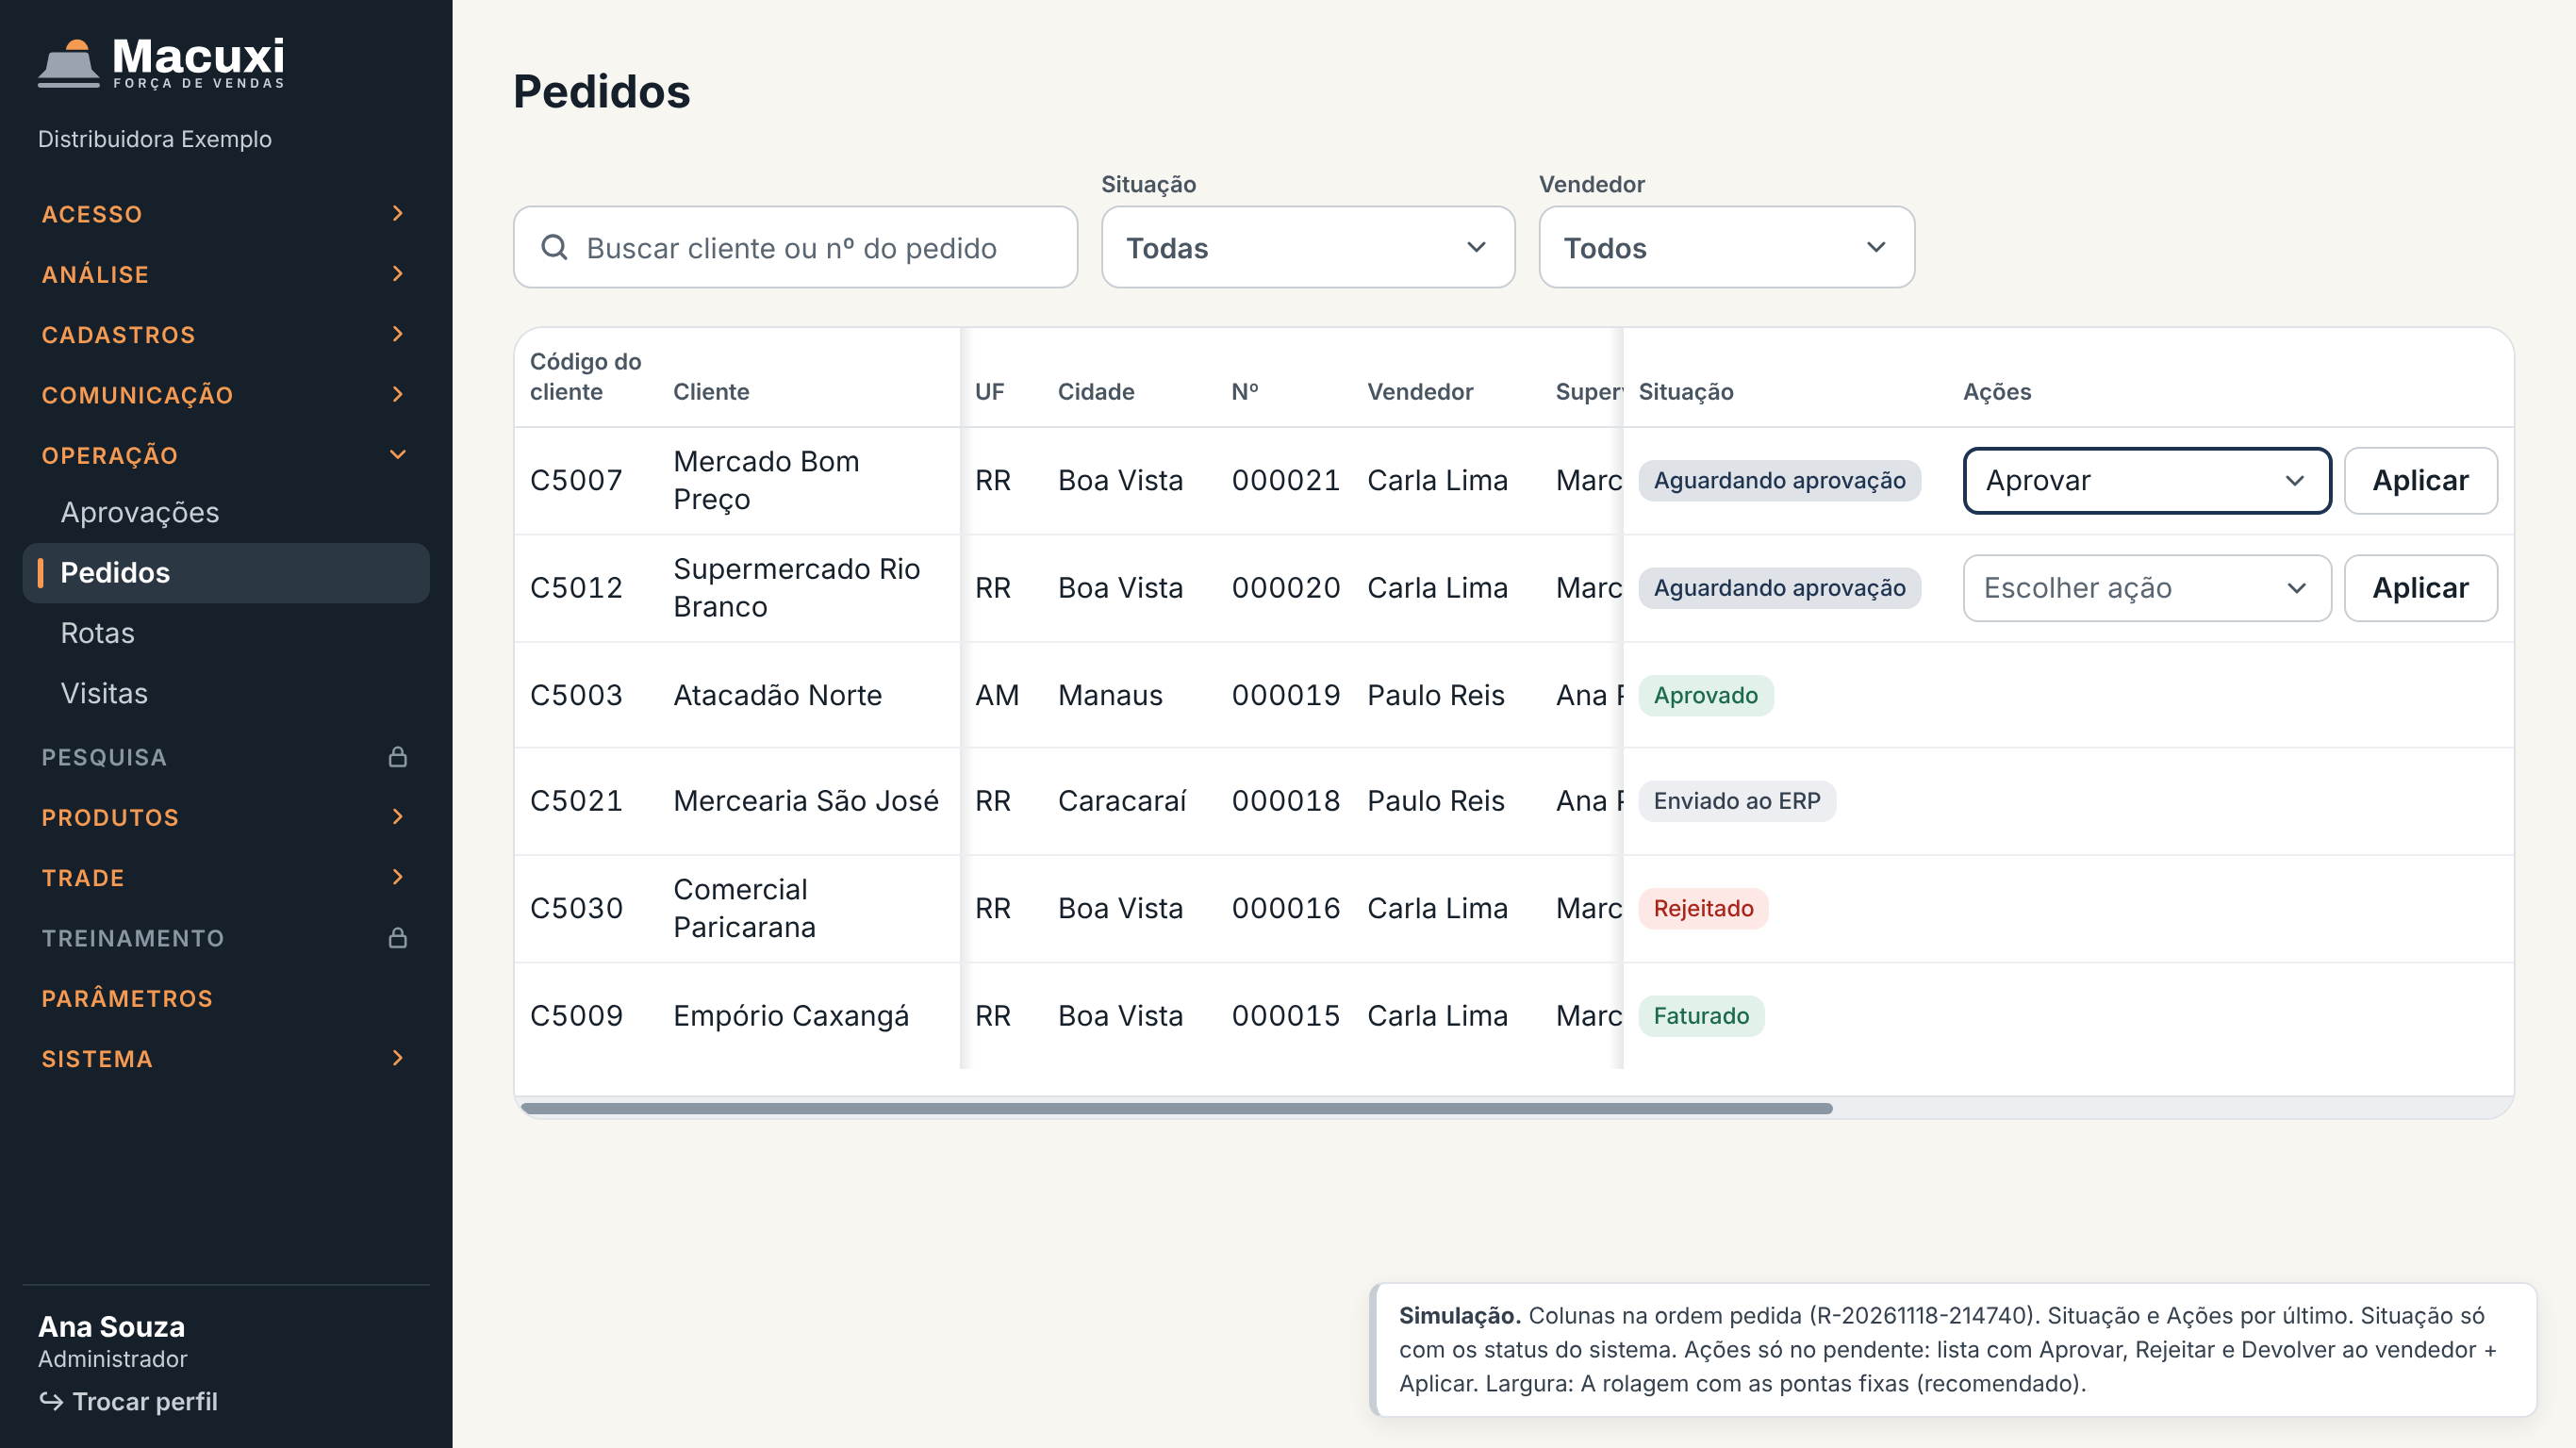 Macuxi
FORÇA DE VENDAS
Distribuidora Exemplo
ACESSO
ANÁLISE
CADASTROS
COMUNICAÇÃO
OPERAÇÃO
Aprovações
Pedidos
Rotas
Visitas
PESQUISA
PRODUTOS
TRADE
TREINAMENTO
PARÂMETROS
SISTEMA
Ana Souza
Administrador
Trocar perfil
Pedidos
Situação
Vendedor
Buscar cliente ou nº do pedido
Todas
Todos
Código do
cliente
Cliente
UF
Cidade
Nº
Vendedor
Superv
Situação
Ações
C5007
Mercado Bom
Preço
RR
Boa Vista
000021
Carla Lima
Marc
Aguardando aprovação
Aprovar
Aplicar
C5012
Supermercado Rio
Branco
RR
Boa Vista
000020
Carla Lima
Marc
Aguardando aprovação
Escolher ação
Aplicar
C5003
Atacadão Norte
AM
Manaus
000019
Paulo Reis
Ana
Aprovado
C5021
Mercearia São José
RR
Caracaraí
000018
Paulo Reis
Ana
Enviado ao ERP
C5030
Comercial
Paricarana
RR
Boa Vista
000016
Carla Lima
Marc
Rejeitado
C5009
Empório Caxangá
RR
Boa Vista
000015
Carla Lima
Marc
Faturado
Simulação. Colunas na ordem pedida (R-20261118-214740). Situação e Ações por último. Situação só
com os status do sistema. Ações só no pendente: lista com Aprovar, Rejeitar e Devolver ao vendedor +
Aplicar. Largura: A rolagem com as pontas fixas (recomendado).